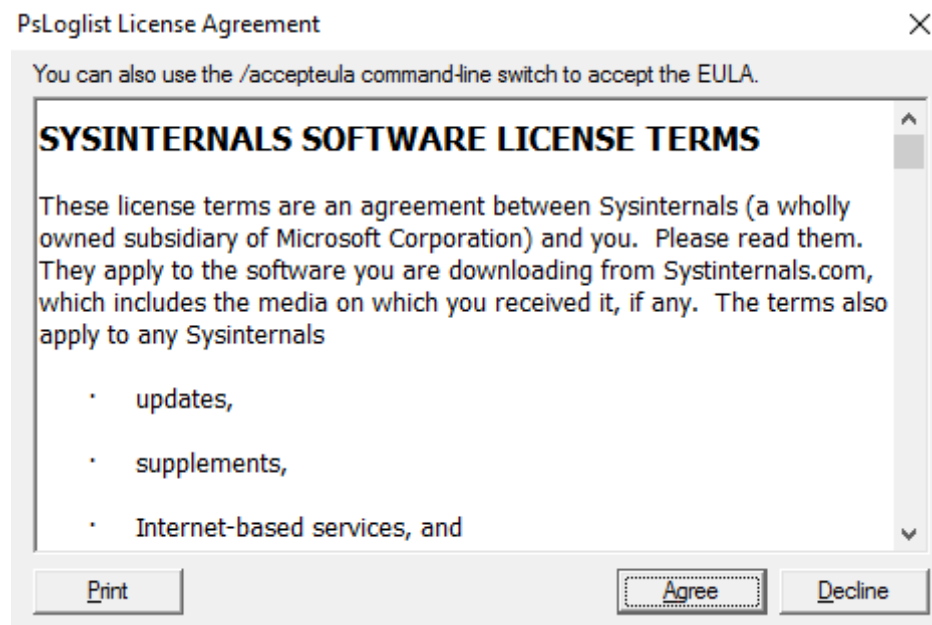 PsLoglist License Agreement
You can also use the /accepteula command-line switch to accept the EULA.
SYSINTERNALS SOFTWARE LICENSE TERMS
These license terms are an agreement between Sysinternals (a wholly
owned subsidiary of Microsoft Corporation) and you.  Please read them.
They apply to the software you are downloading from Systinternals.com,
which includes the media on which you received it, if any.  The terms also
apply to any Sysinternals
· updates,
· supplements,
· Internet-based services, and
Print Agree Decline